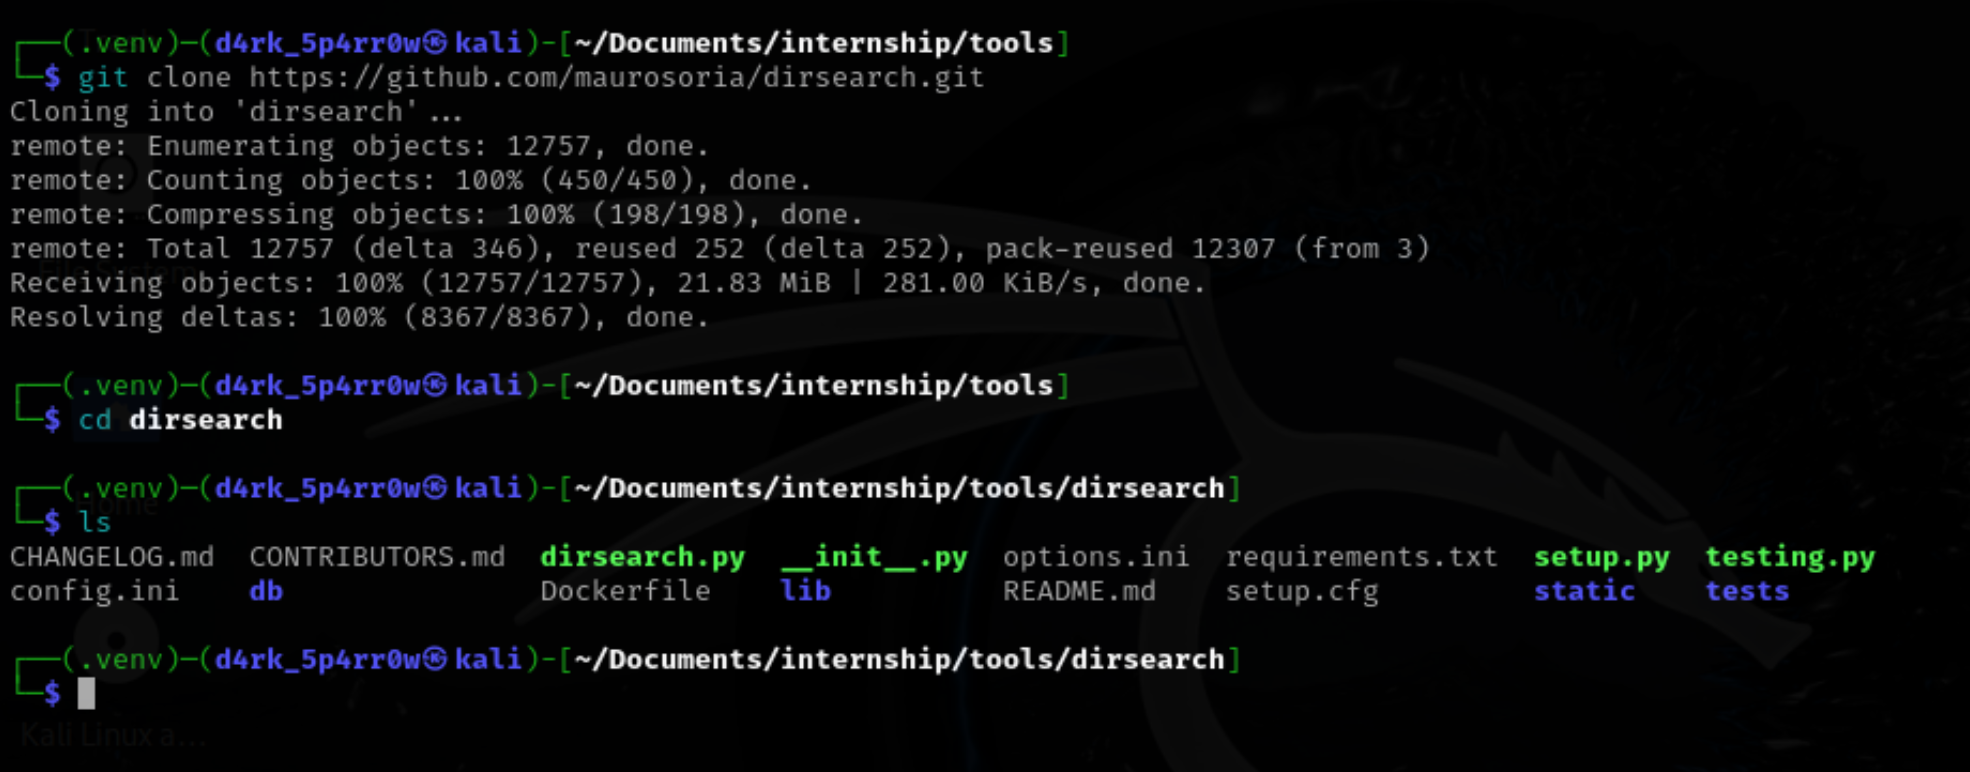 ┌──(.venv)─(d4rk_5p4rr0w㉿kali)-[~/Documents/internship/tools]
└─$ git clone https://github.com/maurosoria/dirsearch.git
Cloning into 'dirsearch'...
remote: Enumerating objects: 12757, done.
remote: Counting objects: 100% (450/450), done.
remote: Compressing objects: 100% (198/198), done.
remote: Total 12757 (delta 346), reused 252 (delta 252), pack-reused 12307 (from 3)
Receiving objects: 100% (12757/12757), 21.83 MiB | 281.00 KiB/s, done.
Resolving deltas: 100% (8367/8367), done.
┌──(.venv)─(d4rk_5p4rr0w㉿kali)-[~/Documents/internship/tools]
└─$ cd dirsearch
┌──(.venv)─(d4rk_5p4rr0w㉿kali)-[~/Documents/internship/tools/dirsearch]
└─$ ls
CHANGELOG.md  CONTRIBUTORS.md  dirsearch.py  __init__.py  options.ini  requirements.txt  setup.py  testing.py
config.ini  db  Dockerfile  lib  README.md  setup.cfg  static  tests
┌──(.venv)─(d4rk_5p4rr0w㉿kali)-[~/Documents/internship/tools/dirsearch]
└─$
File System
Home
Kali Linux a...